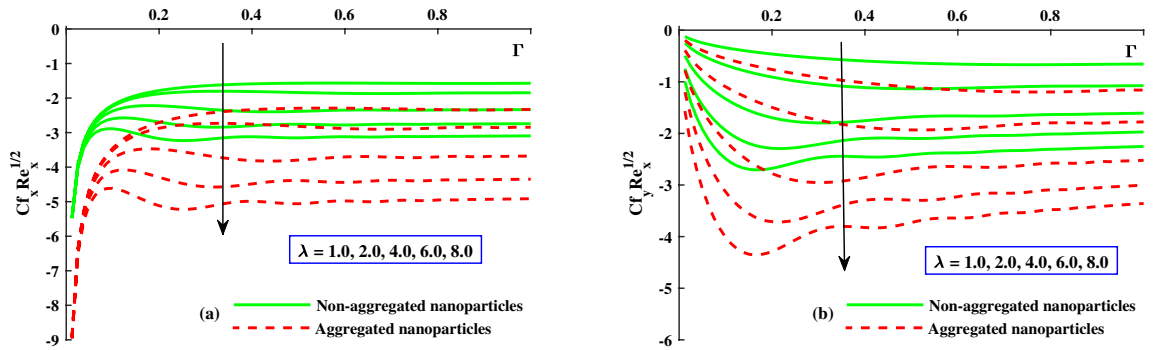 0.2 0.4 0.6 0.8
0
-1
-2
-3
-4
-5
-6
-7
-8
-9
Γ
Cf_x Re_x^{1/2}
λ = 1.0, 2.0, 4.0, 6.0, 8.0
(a)
Non-aggregated nanoparticles
Aggregated nanoparticles
0.2 0.4 0.6 0.8
0
-1
-2
-3
-4
-5
-6
Γ
Cf_y Re_x^{1/2}
λ = 1.0, 2.0, 4.0, 6.0, 8.0
(b)
Non-aggregated nanoparticles
Aggregated nanoparticles